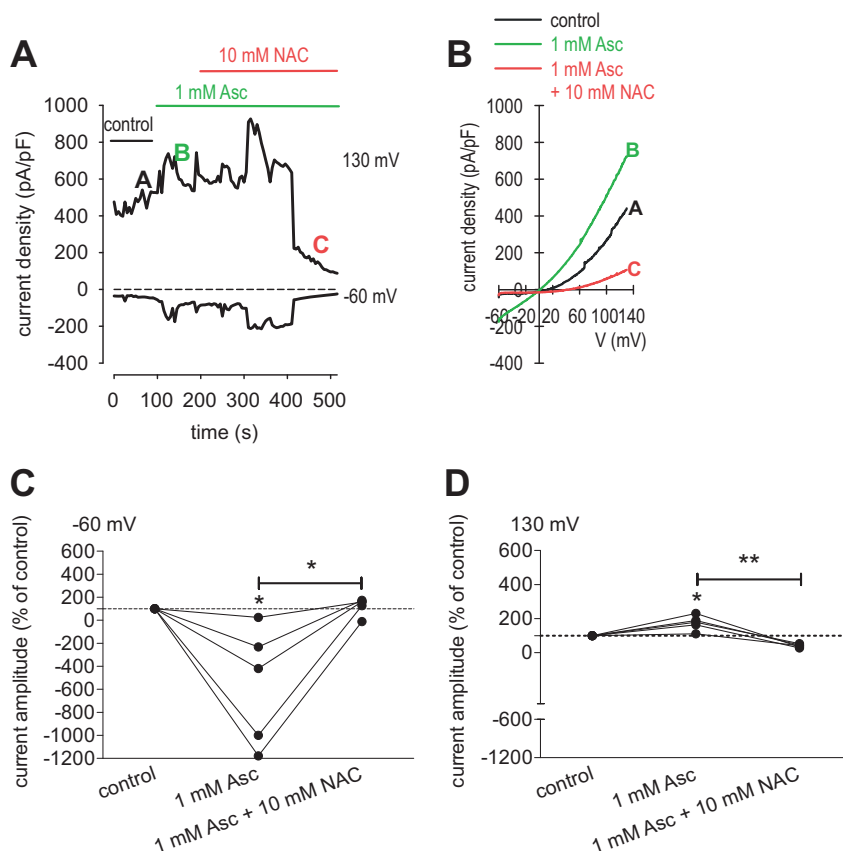 A
10 mM NAC
1 mM Asc
control
1000
800
600
400
200
0
-200
-400
current density (pA/pF)
A
B
C
130 mV
-60 mV
0 100 200 300 400 500
time (s)
B
control
1 mM Asc
1 mM Asc
+ 10 mM NAC
1000
800
600
400
200
0
-200
-400
current density (pA/pF)
B
A
C
-60 -20 20 60 100 140
V (mV)
C
-60 mV
600
400
200
0
-200
-400
-600
-800
-1000
-1200
current amplitude (% of control)
*
*
control
1 mM Asc
1 mM Asc + 10 mM NAC
D
130 mV
600
400
200
0
-600
-1200
current amplitude (% of control)
**
*
control
1 mM Asc
1 mM Asc + 10 mM NAC